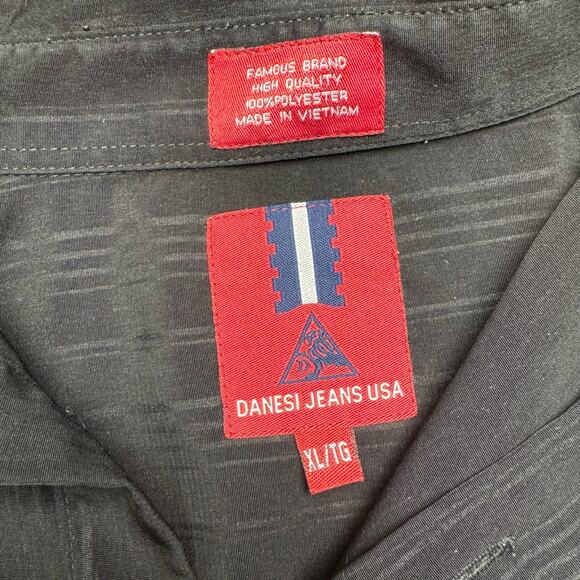 FAMOUS BRAND
HIGH QUALITY
100%POLYESTER
MADE IN VIETNAM
DANESI JEANS USA
XL/TG